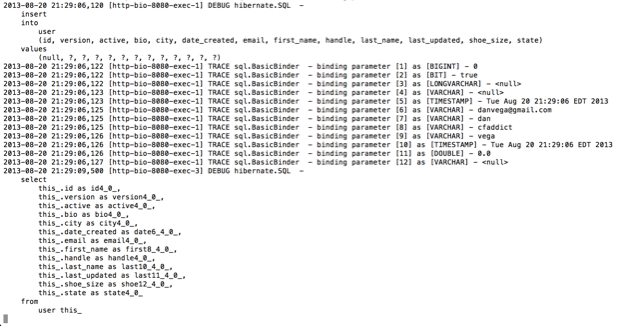 2013-08-20 21:29:06,120 [http-bio-8080-exec-1] DEBUG hibernate.SQL  -
    insert
    into
        user
        (id, version, active, bio, city, date_created, email, first_name, handle, last_name, last_updated, shoe_size, state)
    values
        (null, ?, ?, ?, ?, ?, ?, ?, ?, ?, ?, ?, ?)
2013-08-20 21:29:06,122 [http-bio-8080-exec-1] TRACE sql.BasicBinder  - binding parameter [1] as [BIGINT] - 0
2013-08-20 21:29:06,122 [http-bio-8080-exec-1] TRACE sql.BasicBinder  - binding parameter [2] as [BIT] - true
2013-08-20 21:29:06,122 [http-bio-8080-exec-1] TRACE sql.BasicBinder  - binding parameter [3] as [LONGVARCHAR] - <null>
2013-08-20 21:29:06,123 [http-bio-8080-exec-1] TRACE sql.BasicBinder  - binding parameter [4] as [VARCHAR] - <null>
2013-08-20 21:29:06,123 [http-bio-8080-exec-1] TRACE sql.BasicBinder  - binding parameter [5] as [TIMESTAMP] - Tue Aug 20 21:29:06 EDT 2013
2013-08-20 21:29:06,125 [http-bio-8080-exec-1] TRACE sql.BasicBinder  - binding parameter [6] as [VARCHAR] - danvega@gmail.com
2013-08-20 21:29:06,125 [http-bio-8080-exec-1] TRACE sql.BasicBinder  - binding parameter [7] as [VARCHAR] - dan
2013-08-20 21:29:06,125 [http-bio-8080-exec-1] TRACE sql.BasicBinder  - binding parameter [8] as [VARCHAR] - cfaddict
2013-08-20 21:29:06,126 [http-bio-8080-exec-1] TRACE sql.BasicBinder  - binding parameter [9] as [VARCHAR] - vega
2013-08-20 21:29:06,126 [http-bio-8080-exec-1] TRACE sql.BasicBinder  - binding parameter [10] as [TIMESTAMP] - Tue Aug 20 21:29:06 EDT 2013
2013-08-20 21:29:06,126 [http-bio-8080-exec-1] TRACE sql.BasicBinder  - binding parameter [11] as [DOUBLE] - 0.0
2013-08-20 21:29:06,127 [http-bio-8080-exec-1] TRACE sql.BasicBinder  - binding parameter [12] as [VARCHAR] - <null>
2013-08-20 21:29:09,500 [http-bio-8080-exec-3] DEBUG hibernate.SQL  -
    select
        this_.id as id4_0_,
        this_.version as version4_0_,
        this_.active as active4_0_,
        this_.bio as bio4_0_,
        this_.city as city4_0_,
        this_.date_created as date6_4_0_,
        this_.email as email4_0_,
        this_.first_name as first8_4_0_,
        this_.handle as handle4_0_,
        this_.last_name as last10_4_0_,
        this_.last_updated as last11_4_0_,
        this_.shoe_size as shoe12_4_0_,
        this_.state as state4_0_
    from
        user this_